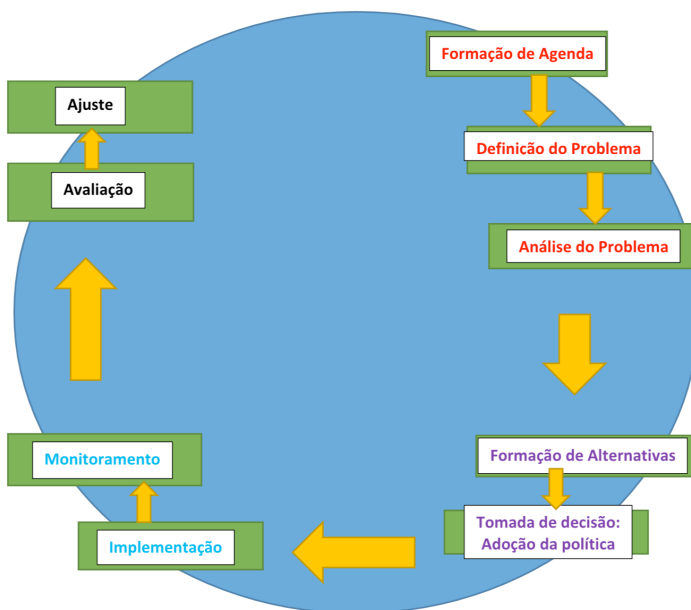 Formação de Agenda
Definição do Problema
Análise do Problema
Formação de Alternativas
Tomada de decisão:
Adoção da política
Implementação
Monitoramento
Avaliação
Ajuste